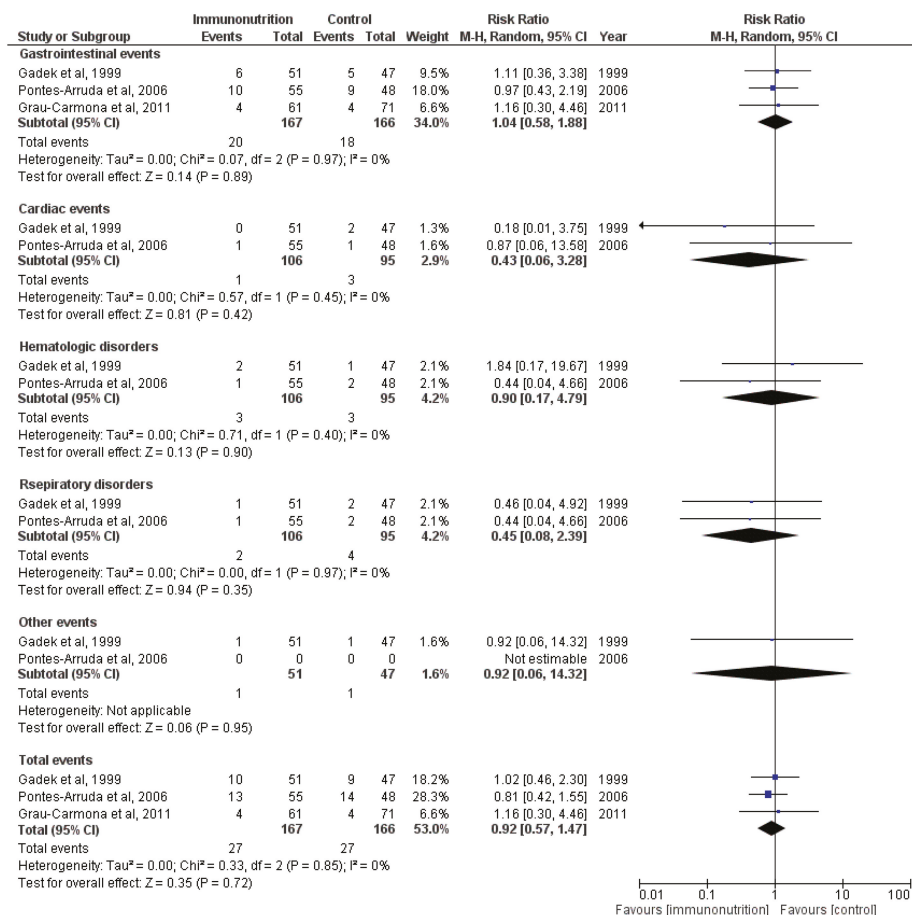 Immunonutrition Control Risk Ratio Risk Ratio
Study or Subgroup Events Total Events Total Weight M-H, Random, 95% CI Year M-H, Random, 95% CI
Gastrointestinal events
Gadek et al, 1999 6 51 5 47 9.5% 1.11 [0.36, 3.38] 1999
Pontes-Arruda et al, 2006 10 55 9 48 18.0% 0.97 [0.43, 2.19] 2006
Grau-Carmona et al, 2011 4 61 4 71 6.6% 1.16 [0.30, 4.46] 2011
Subtotal (95% CI) 167 166 34.0% 1.04 [0.58, 1.88]
Total events 20 18
Heterogeneity: Tau² = 0.00; Chi² = 0.07, df = 2 (P = 0.97); I² = 0%
Test for overall effect: Z = 0.14 (P = 0.89)
Cardiac events
Gadek et al, 1999 0 51 2 47 1.3% 0.18 [0.01, 3.75] 1999
Pontes-Arruda et al, 2006 1 55 1 48 1.6% 0.87 [0.06, 13.58] 2006
Subtotal (95% CI) 106 95 2.9% 0.43 [0.06, 3.28]
Total events 1 3
Heterogeneity: Tau² = 0.00; Chi² = 0.57, df = 1 (P = 0.45); I² = 0%
Test for overall effect: Z = 0.81 (P = 0.42)
Hematologic disorders
Gadek et al, 1999 2 51 1 47 2.1% 1.84 [0.17, 19.67] 1999
Pontes-Arruda et al, 2006 1 55 2 48 2.1% 0.44 [0.04, 4.66] 2006
Subtotal (95% CI) 106 95 4.2% 0.90 [0.17, 4.79]
Total events 3 3
Heterogeneity: Tau² = 0.00; Chi² = 0.71, df = 1 (P = 0.40); I² = 0%
Test for overall effect: Z = 0.13 (P = 0.90)
Rsepiratory disorders
Gadek et al, 1999 1 51 2 47 2.1% 0.46 [0.04, 4.92] 1999
Pontes-Arruda et al, 2006 1 55 2 48 2.1% 0.44 [0.04, 4.66] 2006
Subtotal (95% CI) 106 95 4.2% 0.45 [0.08, 2.39]
Total events 2 4
Heterogeneity: Tau² = 0.00; Chi² = 0.00, df = 1 (P = 0.97); I² = 0%
Test for overall effect: Z = 0.94 (P = 0.35)
Other events
Gadek et al, 1999 1 51 1 47 1.6% 0.92 [0.06, 14.32] 1999
Pontes-Arruda et al, 2006 0 0 0 0 Not estimable 2006
Subtotal (95% CI) 51 47 1.6% 0.92 [0.06, 14.32]
Total events 1 1
Heterogeneity: Not applicable
Test for overall effect: Z = 0.06 (P = 0.95)
Total events
Gadek et al, 1999 10 51 9 47 18.2% 1.02 [0.46, 2.30] 1999
Pontes-Arruda et al, 2006 13 55 14 48 28.3% 0.81 [0.42, 1.55] 2006
Grau-Carmona et al, 2011 4 61 4 71 6.6% 1.16 [0.30, 4.46] 2011
Total (95% CI) 167 166 53.0% 0.92 [0.57, 1.47]
Total events 27 27
Heterogeneity: Tau² = 0.00; Chi² = 0.33, df = 2 (P = 0.85); I² = 0%
Test for overall effect: Z = 0.35 (P = 0.72)
0.01 0.1 1 10 100
Favours [immunonutrition] Favours [control]